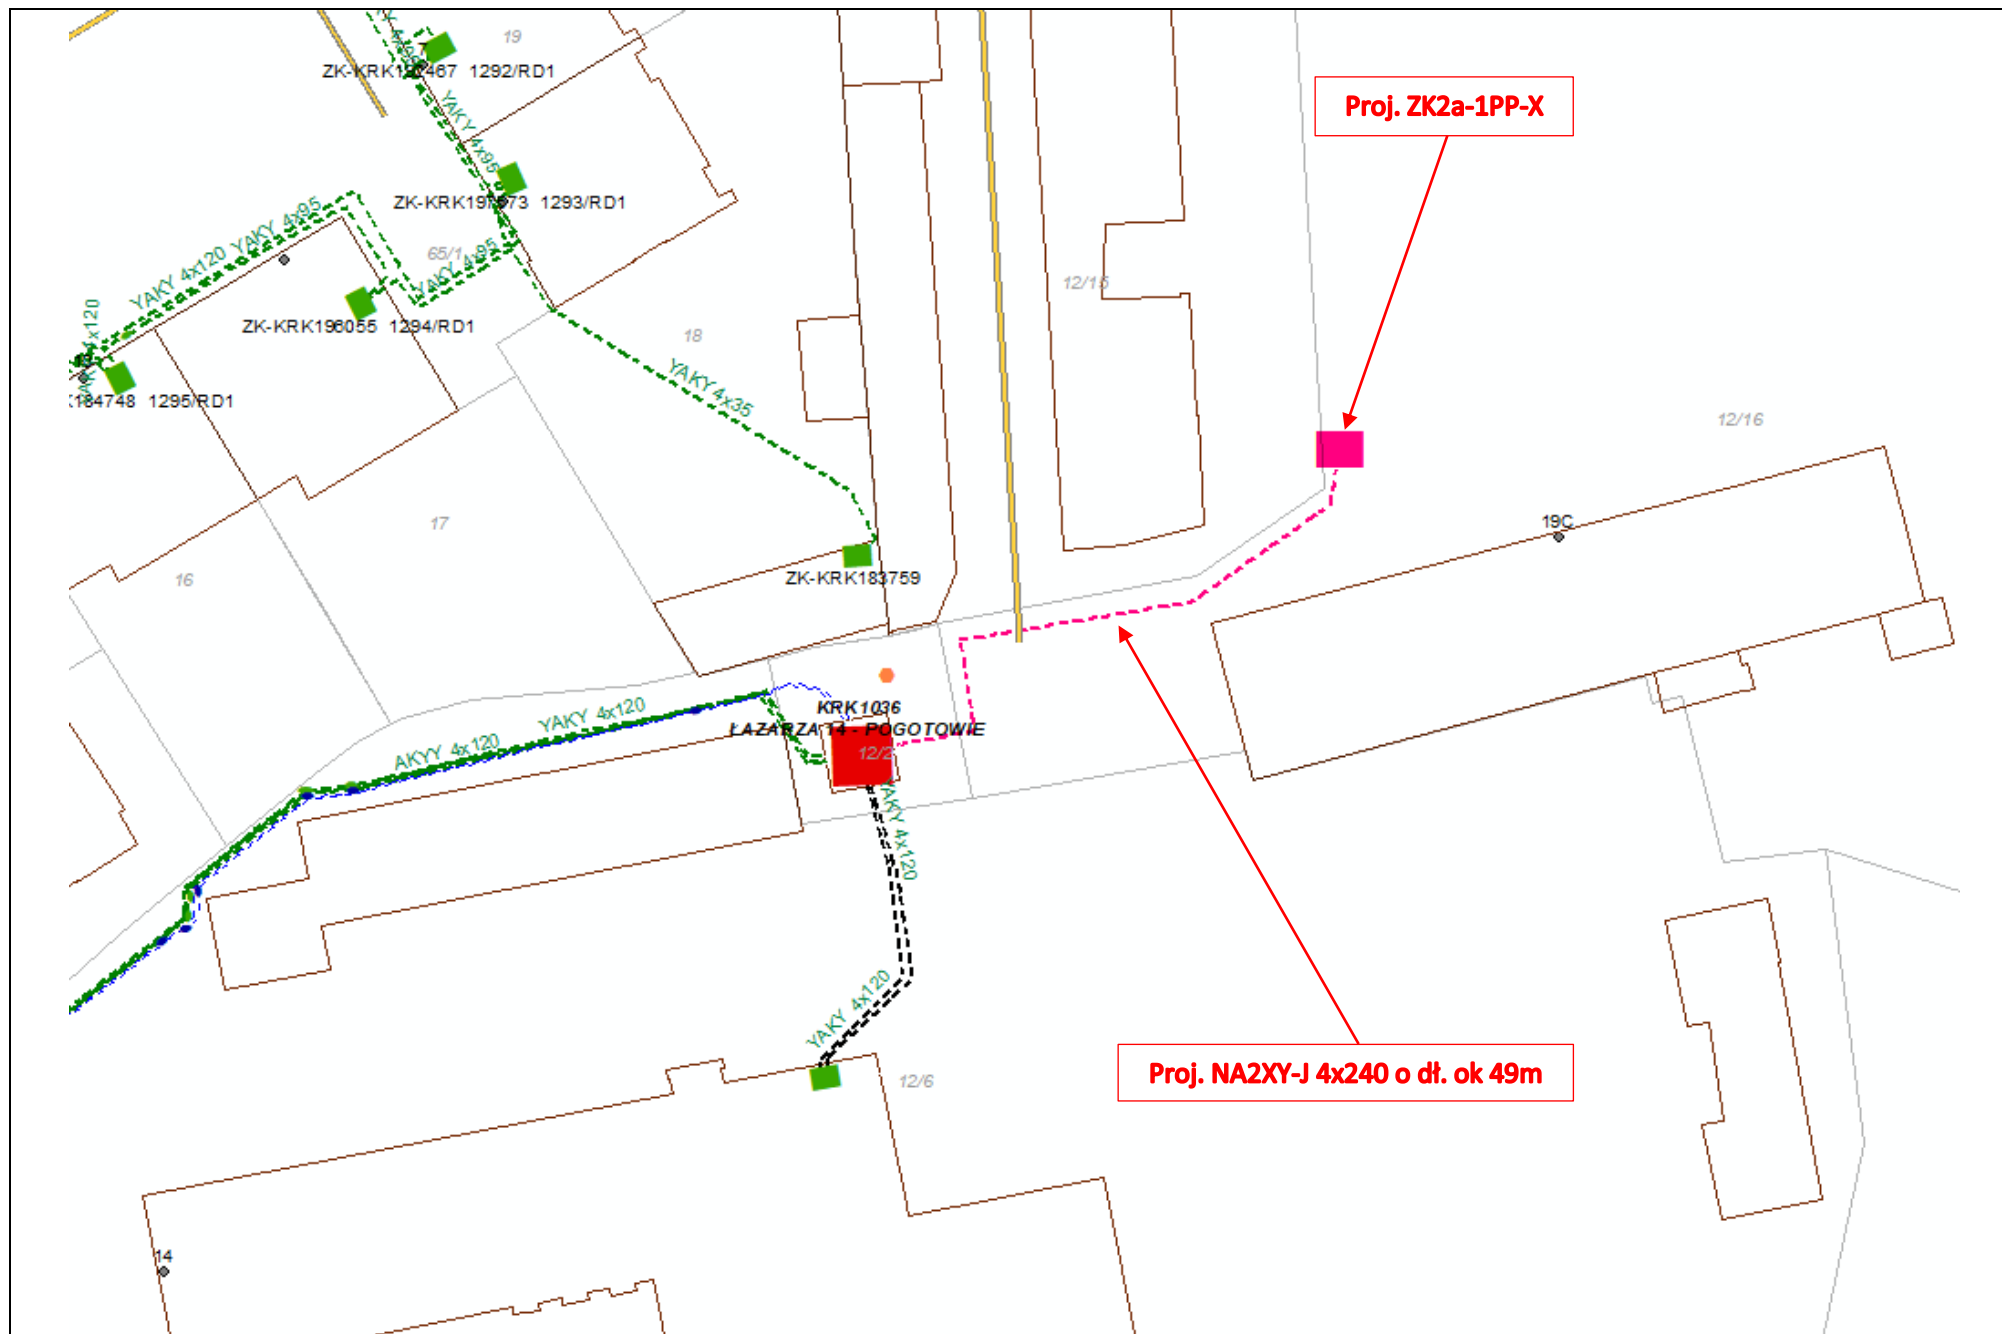 19
ZK-KRK197467 1292/RD1
YAKY 4x95
Proj. ZK2a-1PP-X
ZK-KRK197573 1293/RD1
YAKY 4x95
YAKY 4x120
65/1
YAKY 4x95
12/15
ZK-KRK196055 1294/RD1
4x120
18
YAKY 4x35
184748 1295/RD1
12/16
17
19C
16
ZK-KRK183759
KRK1036
ŁAZARZA 14 - POGOTOWIE
12/2
YAKY 4x120
AKYY 4x120
YAKY 4x120
YAKY 4x120
12/6
Proj. NA2XY-J 4x240 o dł. ok 49m
14